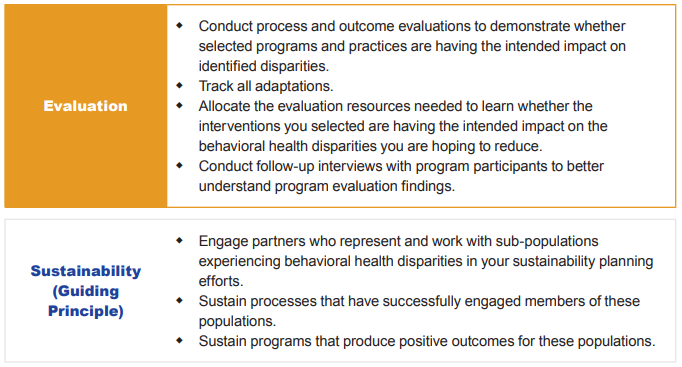 Evaluation
◆ Conduct process and outcome evaluations to demonstrate whether
selected programs and practices are having the intended impact on
identified disparities.
◆ Track all adaptations.
◆ Allocate the evaluation resources needed to learn whether the
interventions you selected are having the intended impact on the
behavioral health disparities you are hoping to reduce.
◆ Conduct follow-up interviews with program participants to better
understand program evaluation findings.
Sustainability
(Guiding
Principle)
◆ Engage partners who represent and work with sub-populations
experiencing behavioral health disparities in your sustainability planning
efforts.
◆ Sustain processes that have successfully engaged members of these
populations.
◆ Sustain programs that produce positive outcomes for these populations.